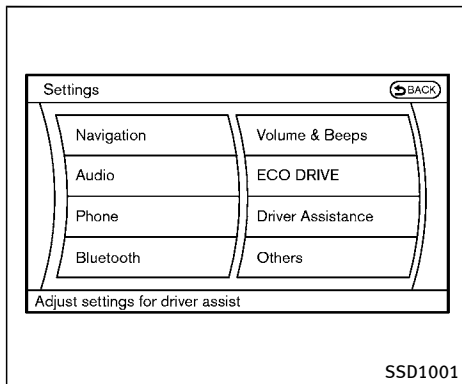 Settings
BACK
Navigation
Volume & Beeps
Audio
ECO DRIVE
Phone
Driver Assistance
Bluetooth
Others
Adjust settings for driver assist
SSD1001